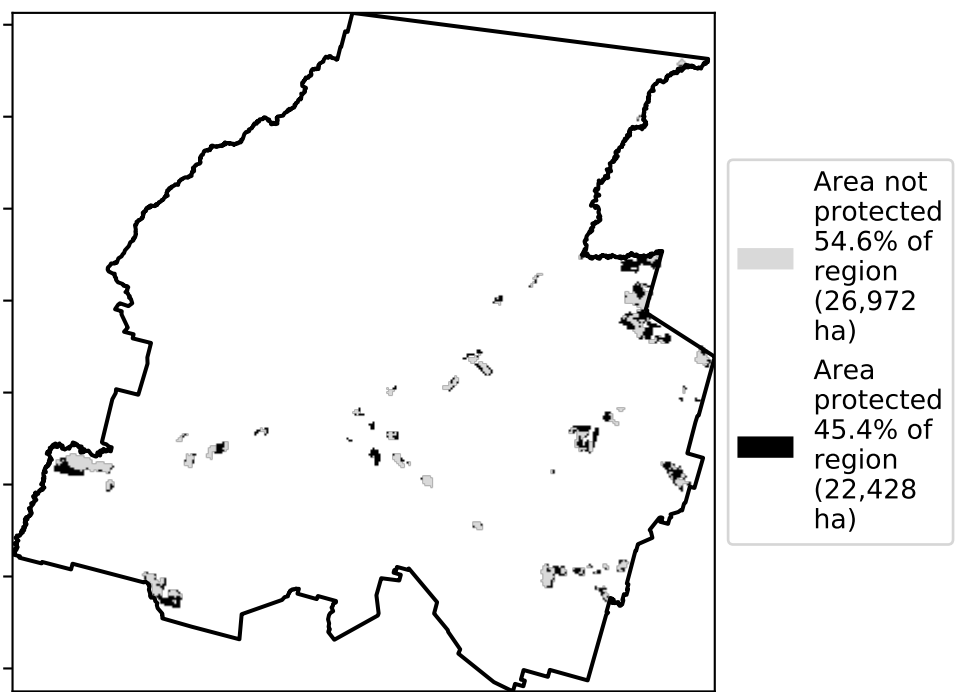 Area not
protected
54.6% of
region
(26,972
ha)
Area
protected
45.4% of
region
(22,428
ha)